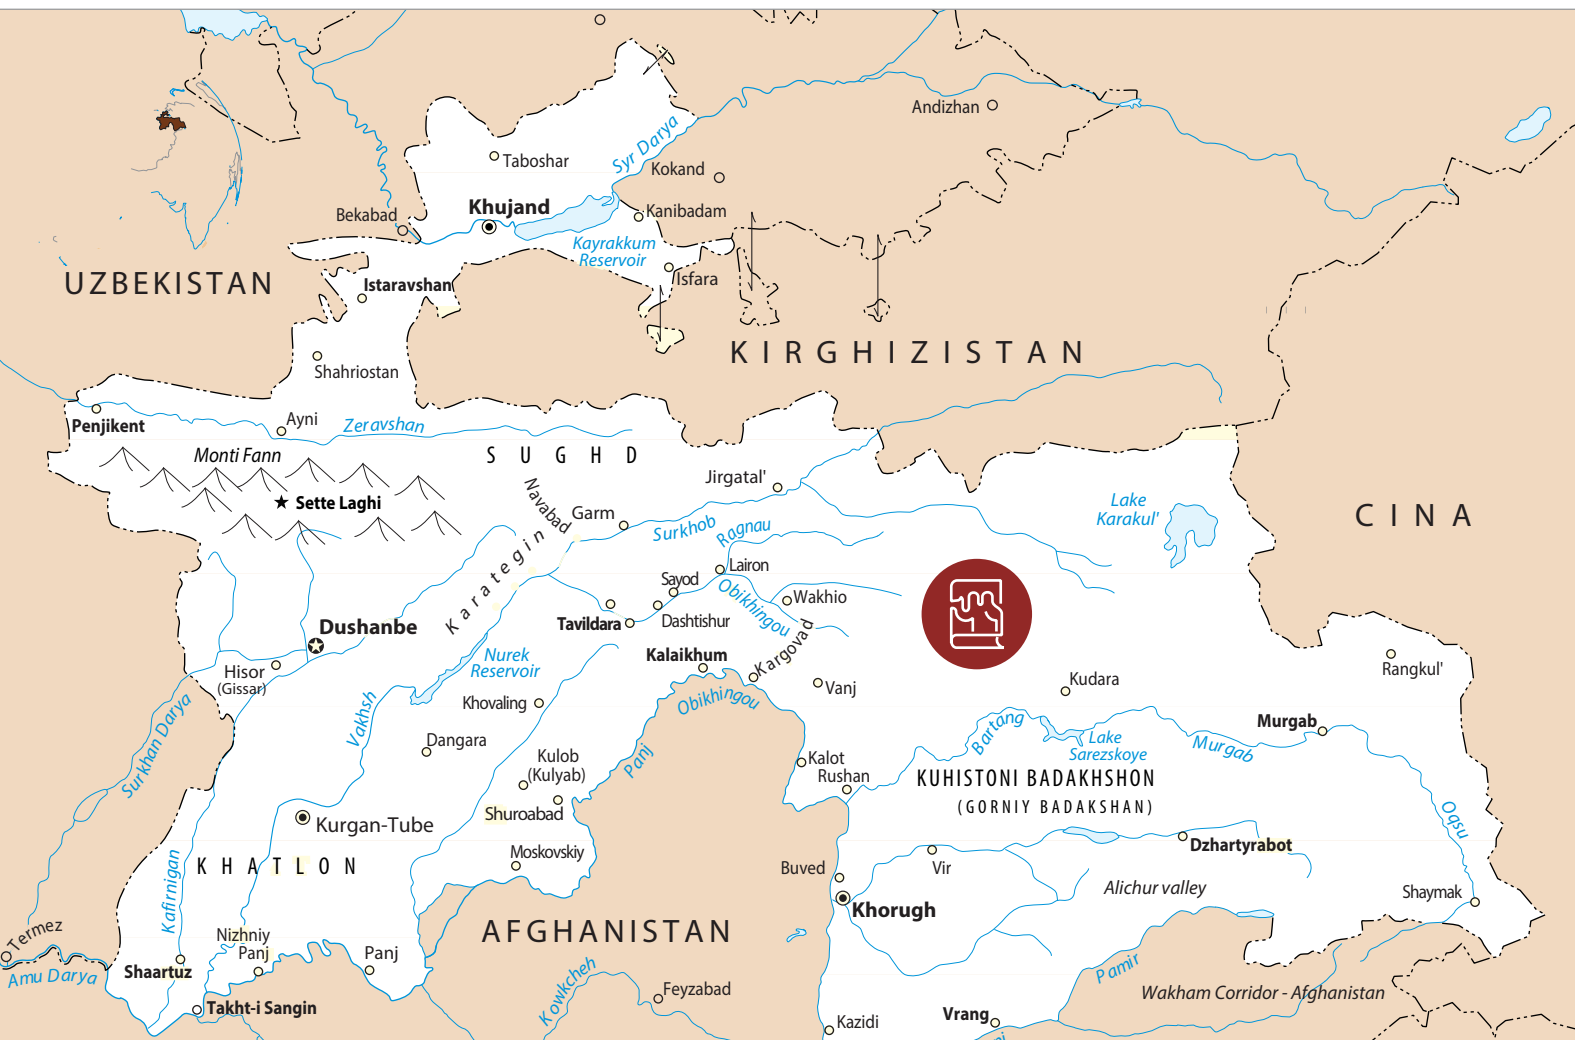 Andizhan
Taboshar
Syr Darya
Kokand
Khujand
Bekabad
Kanibadam
Kayrakkum
Reservoir
Isfara
UZBEKISTAN
Istaravshan
KIRGHIZISTAN
Shahriostan
Penjikent
Ayni
Zeravshan
Monti Fann
SUGHD
Sette Laghi
Jirgatal'
Navabad
Garm
Surkhob
Ragnau
Lake
Karakul'
CINA
Karategin
Lairon
Sayod
Obikhingou
Wakhio
Dashtishur
Tavildara
Dushanbe
Kargovad
Hisor
(Gissar)
Nurek
Reservoir
Kalaikhum
Vanj
Kudara
Rangkul'
Khovaling
Obikhingou
Surkhan Darya
Vakhsh
Dangara
Panj
Kulob
(Kulyab)
Kalot
Rushan
Bartang
Lake
Sarezskoye
Murgab
Murgab
KUHISTONI BADAKHSHON
(GORNIY BADAKSHAN)
Shuroabad
Kurgan-Tube
Oqsu
Moskovskiy
KHATLON
Kafirnigan
Buved
Vir
Dzhartyrabot
Alichur valley
Shaymak
Khorugh
Termez
AFGHANISTAN
Nizhniy
Panj
Panj
Amu Darya
Shaartuz
Takht-i Sangin
Kowkcheh
Feyzabad
Pamir
Wakham Corridor - Afghanistan
Kazidi
Vrang